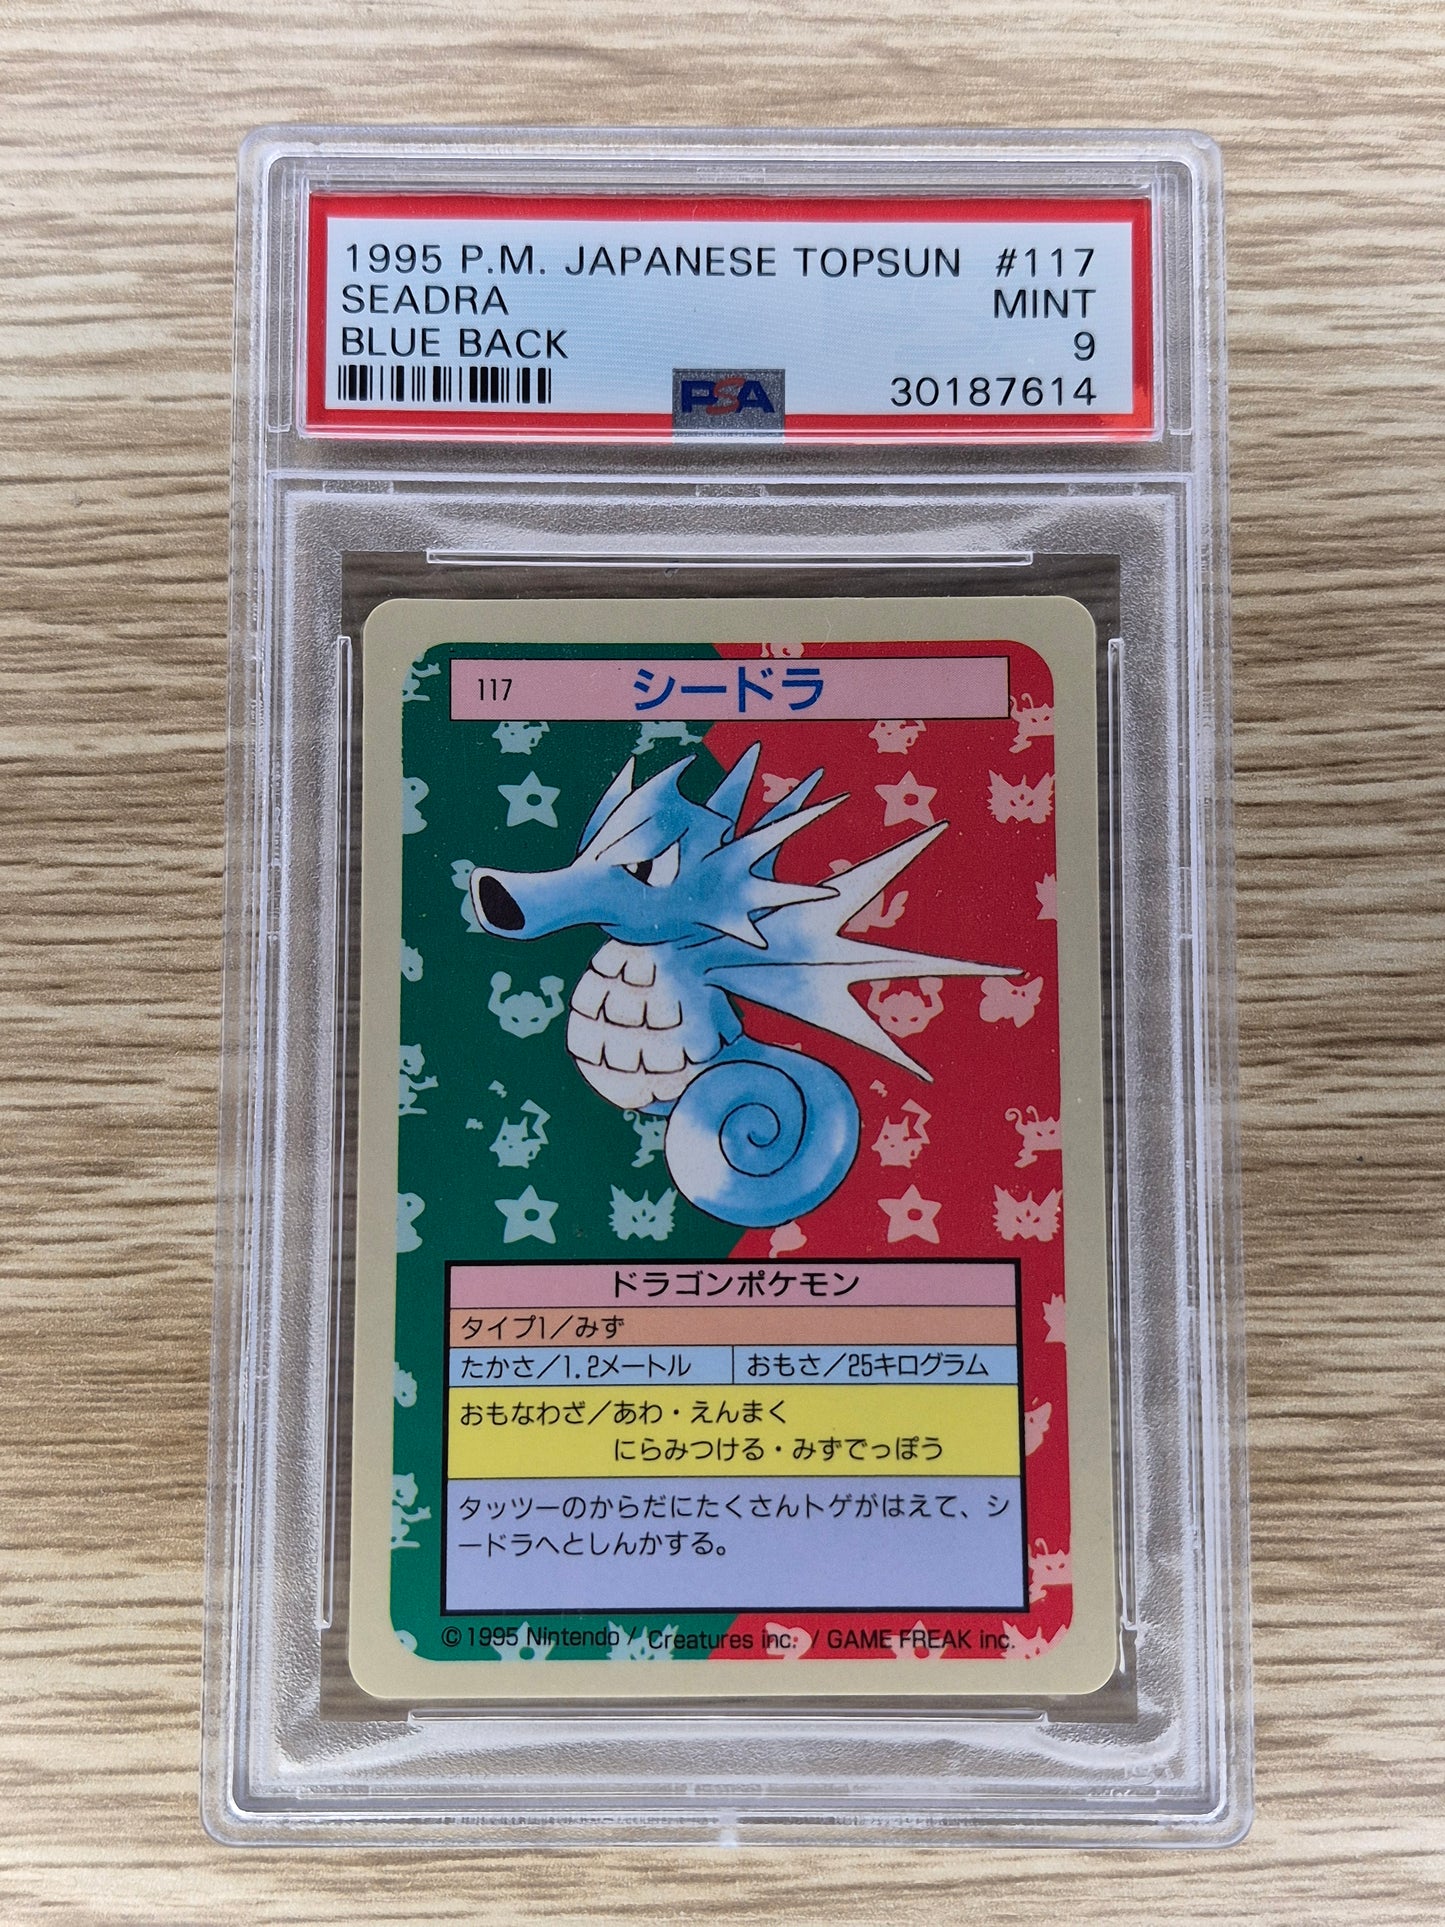 1995 P.M. JAPANESE TOPSUN #117
SEADRA MINT
BLUE BACK 9
PSA 30187614
117 シードラ
ドラゴンポケモン
タイプ1／みず
たかさ／1.2メートル おもさ／25キログラム
おもなわざ／あわ・えんまく
にらみつける・みずでっぽう
タッツーのからだにたくさんトゲがはえて、シ
ードラへとしんかする。
©1995 Nintendo / Creatures inc. / GAME FREAK inc.